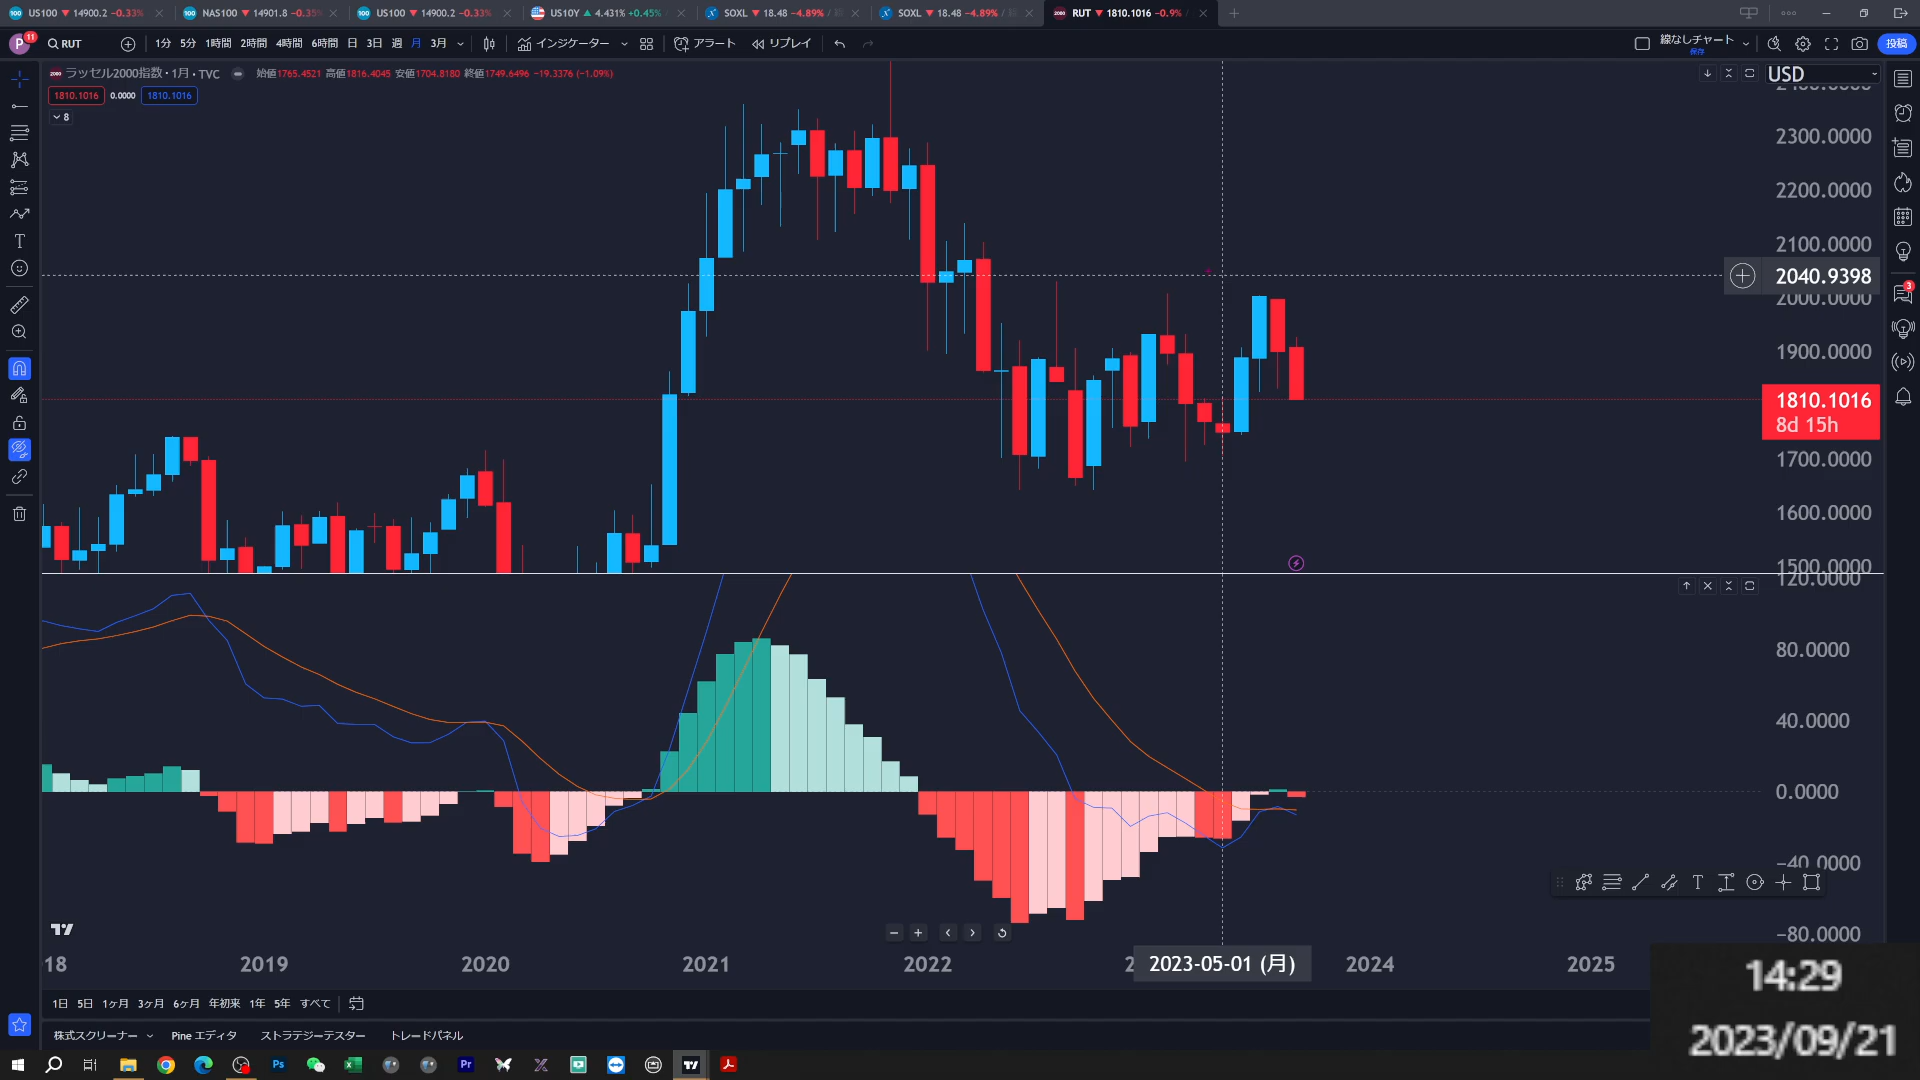 US100 ▼ 14900.2 −0.33%
NAS100 ▼ 14901.8 −0.35%
US100 ▼ 14900.2 −0.33%
US10Y ▲ 4.431% +0.45%
SOXL ▼ 18.48 −4.89%
SOXL ▼ 18.48 −4.89%
RUT ▼ 1810.1016 −0.9%
P 11 RUT 1分 5分 1時間 2時間 4時間 6時間 日 3日 週 月 3月 インジケーター アラート リプレイ 線なしチャート 保存 投稿
ラッセル2000指数・1月・TVC 始値1765.4521 高値1816.4045 安値1704.8180 終値1749.6496 −19.3376 (−1.09%) USD
1810.1016 0.0000 1810.1016
8
2300.0000
2200.0000
2100.0000
2040.9398
2000.0000
1900.0000
1810.1016
8d 15h
1700.0000
1600.0000
1500.0000
120.0000
80.0000
40.0000
0.0000
−40.0000
−80.0000
3
18 2019 2020 2021 2022 2023-05-01 (月) 2024 2025
1日 5日 1ヶ月 3ヶ月 6ヶ月 年初来 1年 5年 すべて
株式スクリーナー Pine エディタ ストラテジーテスター トレードパネル
14:29
2023/09/21
Ps
Pr